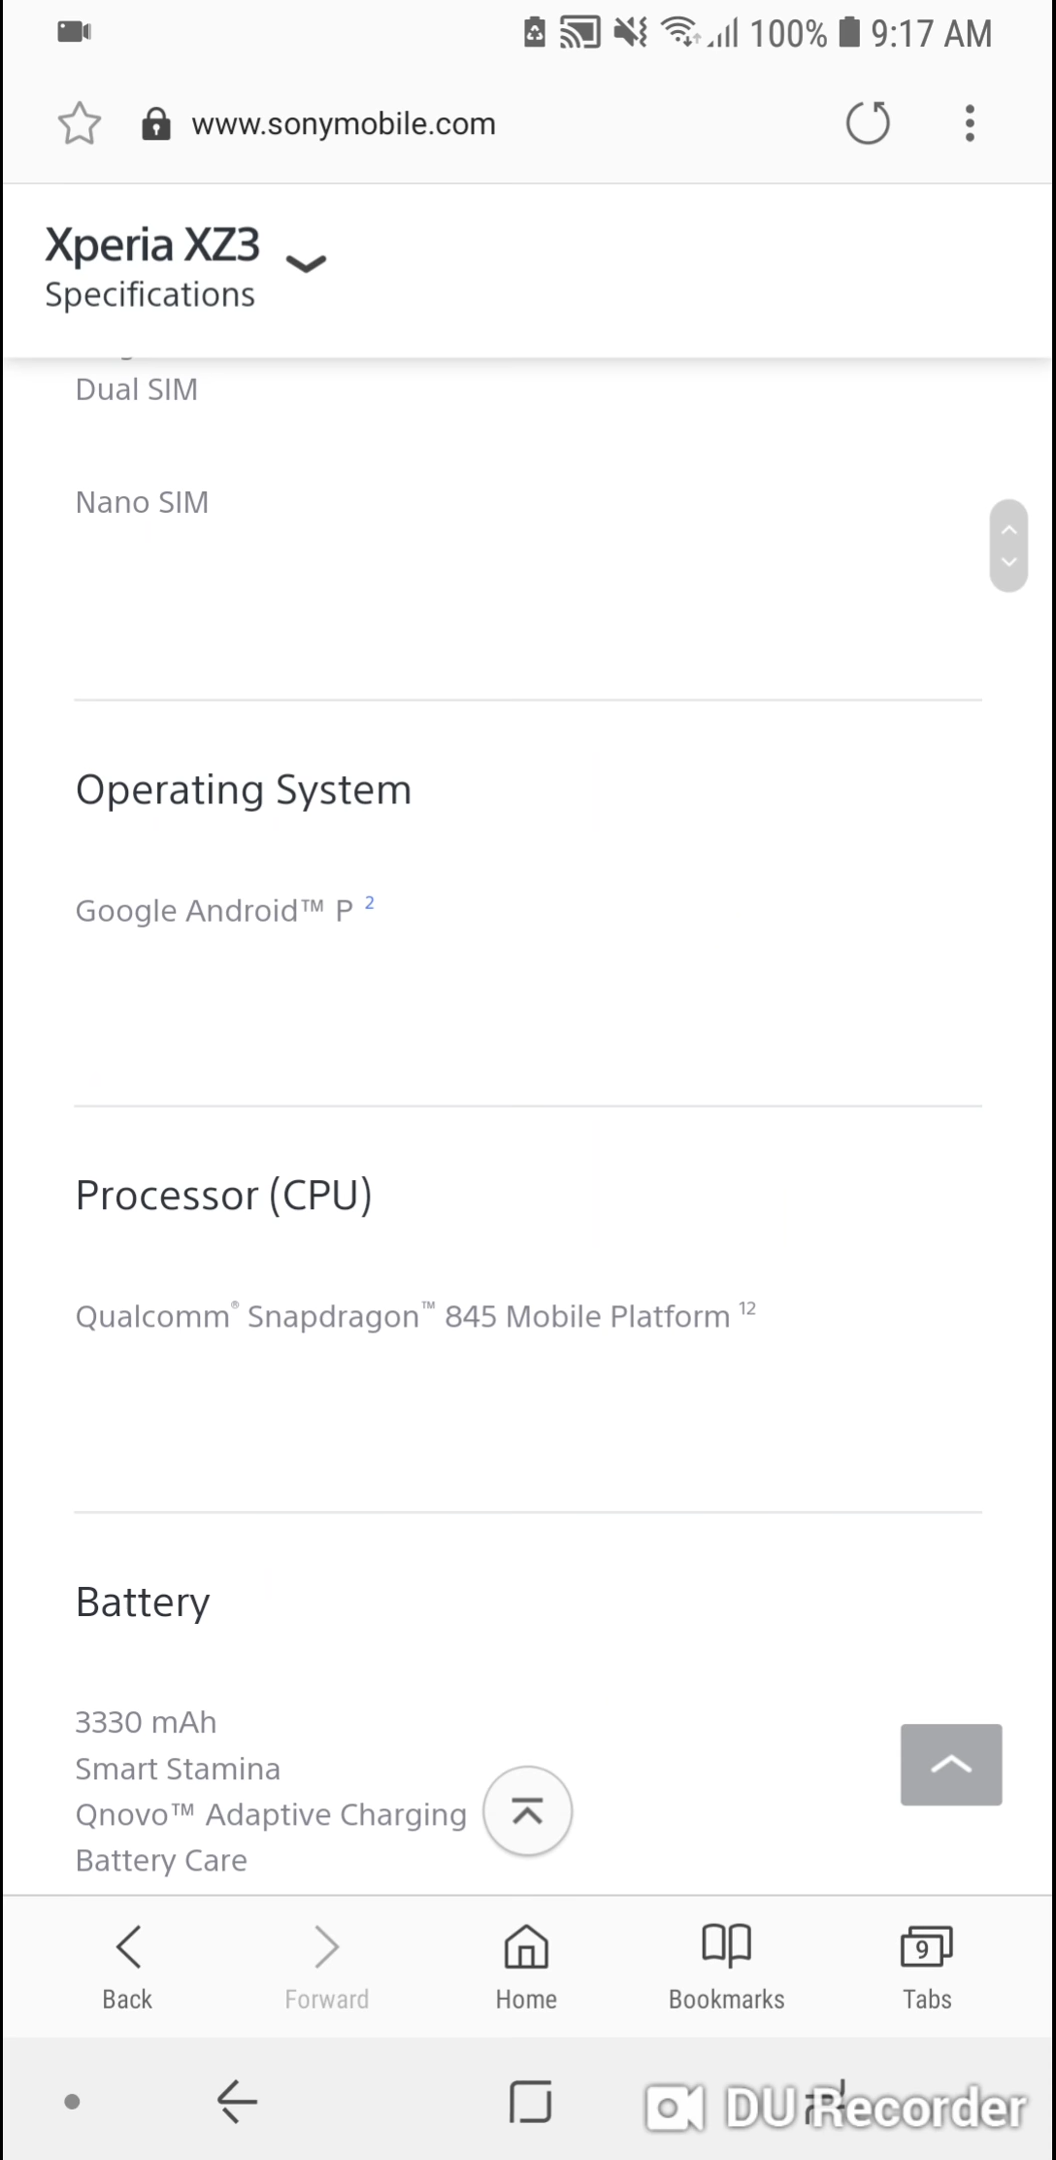 100% 9:17 AM
www.sonymobile.com
Xperia XZ3
Specifications
Dual SIM
Nano SIM
Operating System
Google Android™ P 2
Processor (CPU)
Qualcomm® Snapdragon™ 845 Mobile Platform 12
Battery
3330 mAh
Smart Stamina
Qnovo™ Adaptive Charging
Battery Care
9
Back Forward Home Bookmarks Tabs
DU Recorder